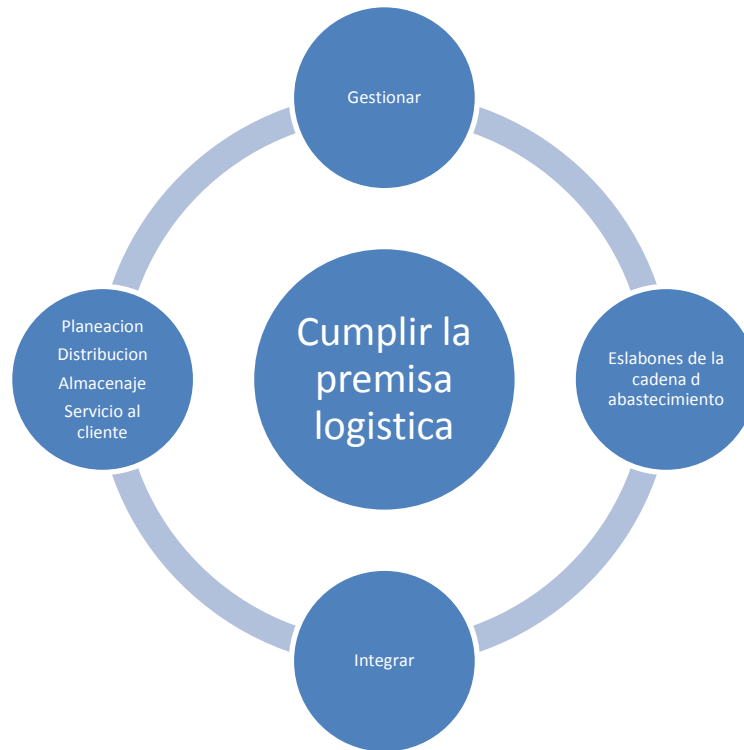 Gestionar
Cumplir la
premisa
logistica
Eslabones de la
cadena d
abastecimiento
Integrar
Planeacion
Distribucion
Almacenaje
Servicio al
cliente